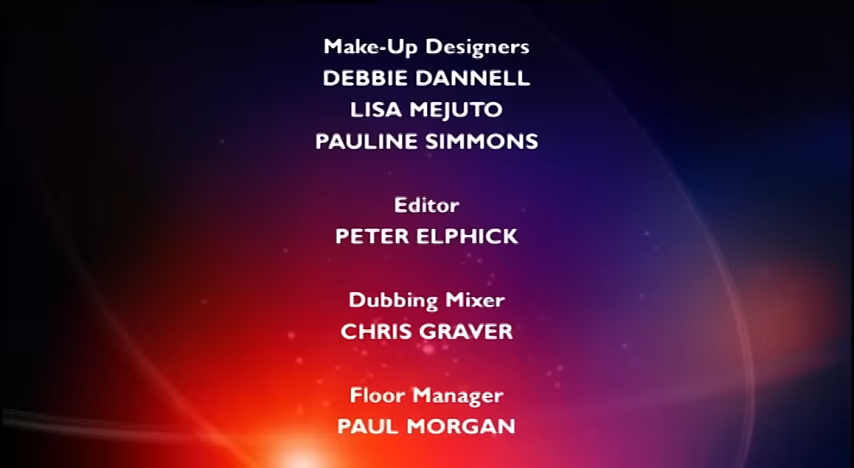 Make-Up Designers
DEBBIE DANNELL
LISA MEJUTO
PAULINE SIMMONS
Editor
PETER ELPHICK
Dubbing Mixer
CHRIS GRAVER
Floor Manager
PAUL MORGAN